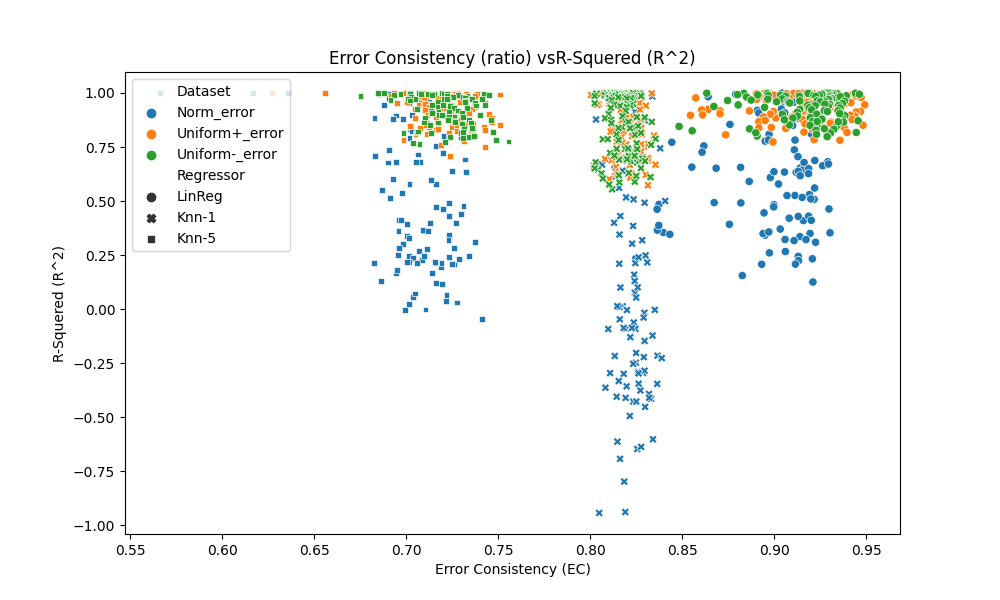 Error Consistency (ratio) vsR-Squered (R^2)
R-Squered (R^2)
1.00
0.75
0.50
0.25
0.00
−0.25
−0.50
−0.75
−1.00
Dataset
Norm_error
Uniform+_error
Uniform-_error
Regressor
LinReg
Knn-1
Knn-5
0.55 0.60 0.65 0.70 0.75 0.80 0.85 0.90 0.95
Error Consistency (EC)